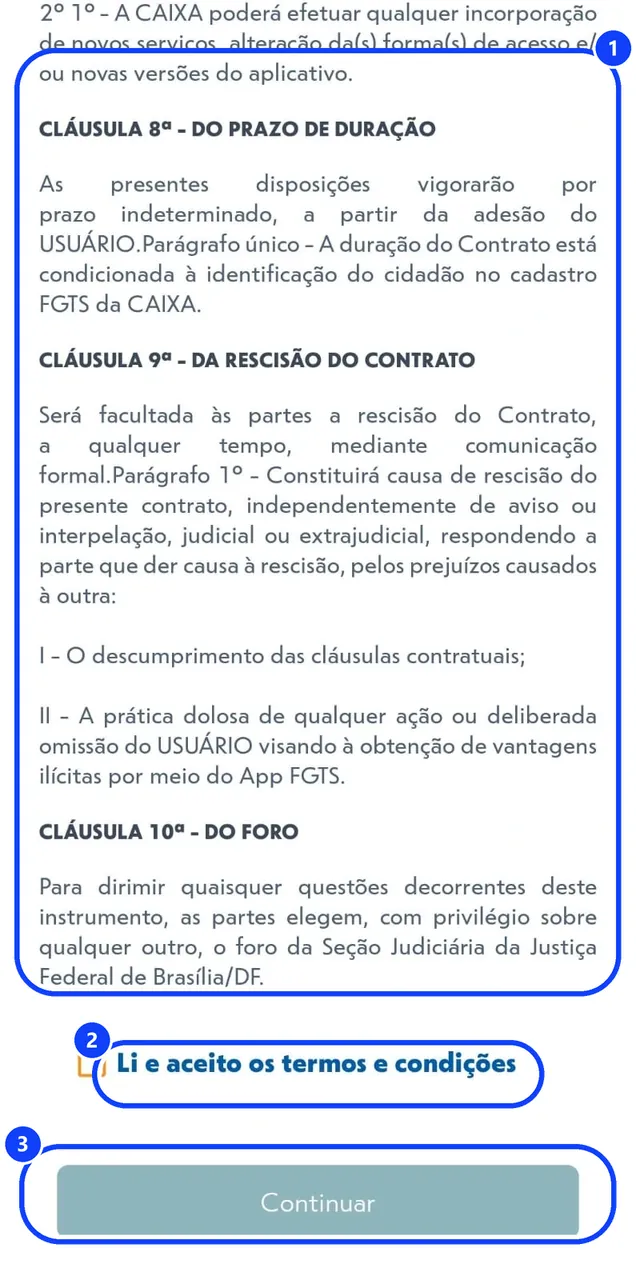 2º 1º - A CAIXA poderá efetuar qualquer incorporação
de novos serviços, alteração da(s) forma(s) de acesso e/
1
ou novas versões do aplicativo.
CLÁUSULA 8ª - DO PRAZO DE DURAÇÃO
As presentes disposições vigorarão por
prazo indeterminado, a partir da adesão do
USUÁRIO.Parágrafo único - A duração do Contrato está
condicionada à identificação do cidadão no cadastro
FGTS da CAIXA.
CLÁUSULA 9ª - DA RESCISÃO DO CONTRATO
Será facultada às partes a rescisão do Contrato,
a qualquer tempo, mediante comunicação
formal.Parágrafo 1º - Constituirá causa de rescisão do
presente contrato, independentemente de aviso ou
interpelação, judicial ou extrajudicial, respondendo a
parte que der causa à rescisão, pelos prejuízos causados
à outra:
I - O descumprimento das cláusulas contratuais;
II - A prática dolosa de qualquer ação ou deliberada
omissão do USUÁRIO visando à obtenção de vantagens
ilícitas por meio do App FGTS.
CLÁUSULA 10ª - DO FORO
Para dirimir quaisquer questões decorrentes deste
instrumento, as partes elegem, com privilégio sobre
qualquer outro, o foro da Seção Judiciária da Justiça
Federal de Brasília/DF.
2
Li e aceito os termos e condições
3
Continuar